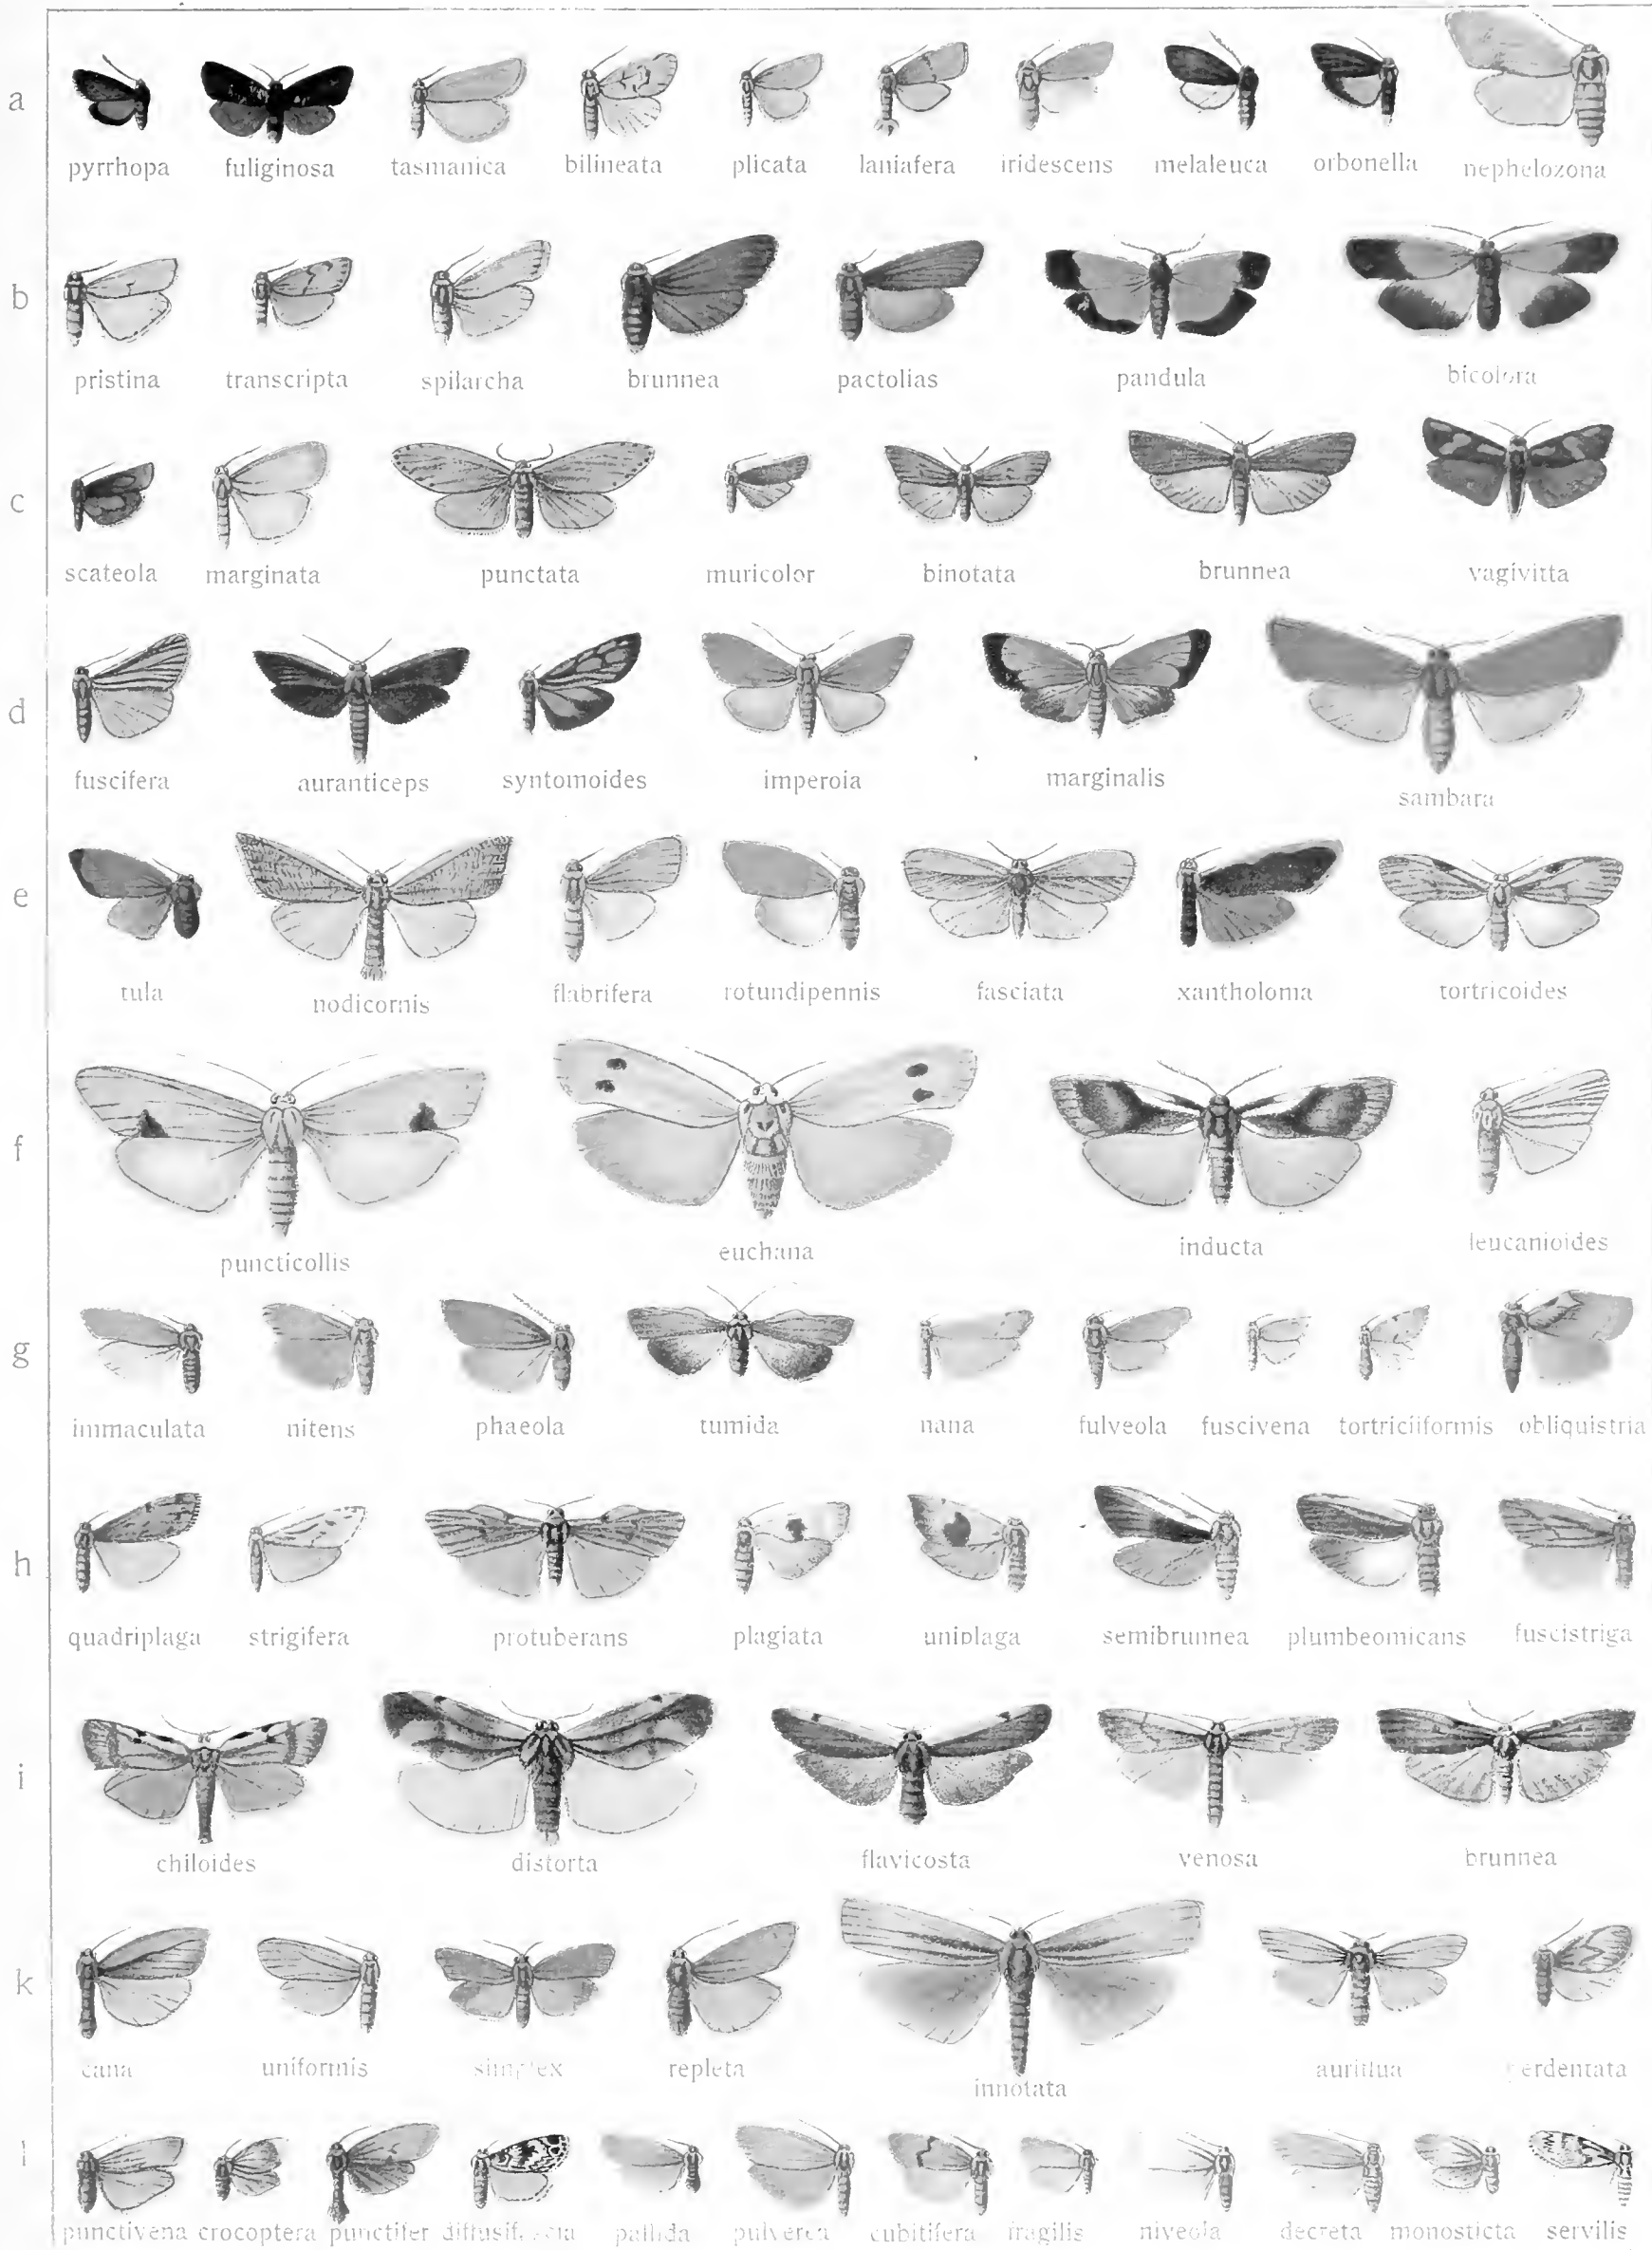 a
pyrrhopa fuliginosa tasmanica bilineata plicata laniafera iridescens melaleuca orbonella nephelozona
b
pristina transcripta spilarcha brunnea pactolias pandula bicolora
c
scateola marginata punctata muricolor binotata brunnea vagivitta
d
fuscifera auranticeps syntomoides imperoia marginalis sambara
e
tula nodicornis flabrifera rotundipennis fasciata xantholoma tortricoides
f
puncticollis euchana inducta leucanioides
g
immaculata nitens phaeola tumida nana fulveola fuscivena tortriciiformis obliquistria
h
quadriplaga strigifera protuberans plagiata uniplaga semibrunnea plumbeomicans fuscistriga
i
chiloides distorta flavicosta venosa brunnea
k
cana uniformis simplex repleta innotata auriflua erdentata
l
punctivena crocoptera punctifer pallida pulverea cubitifera fragilis niveola decreta monosticta servilis